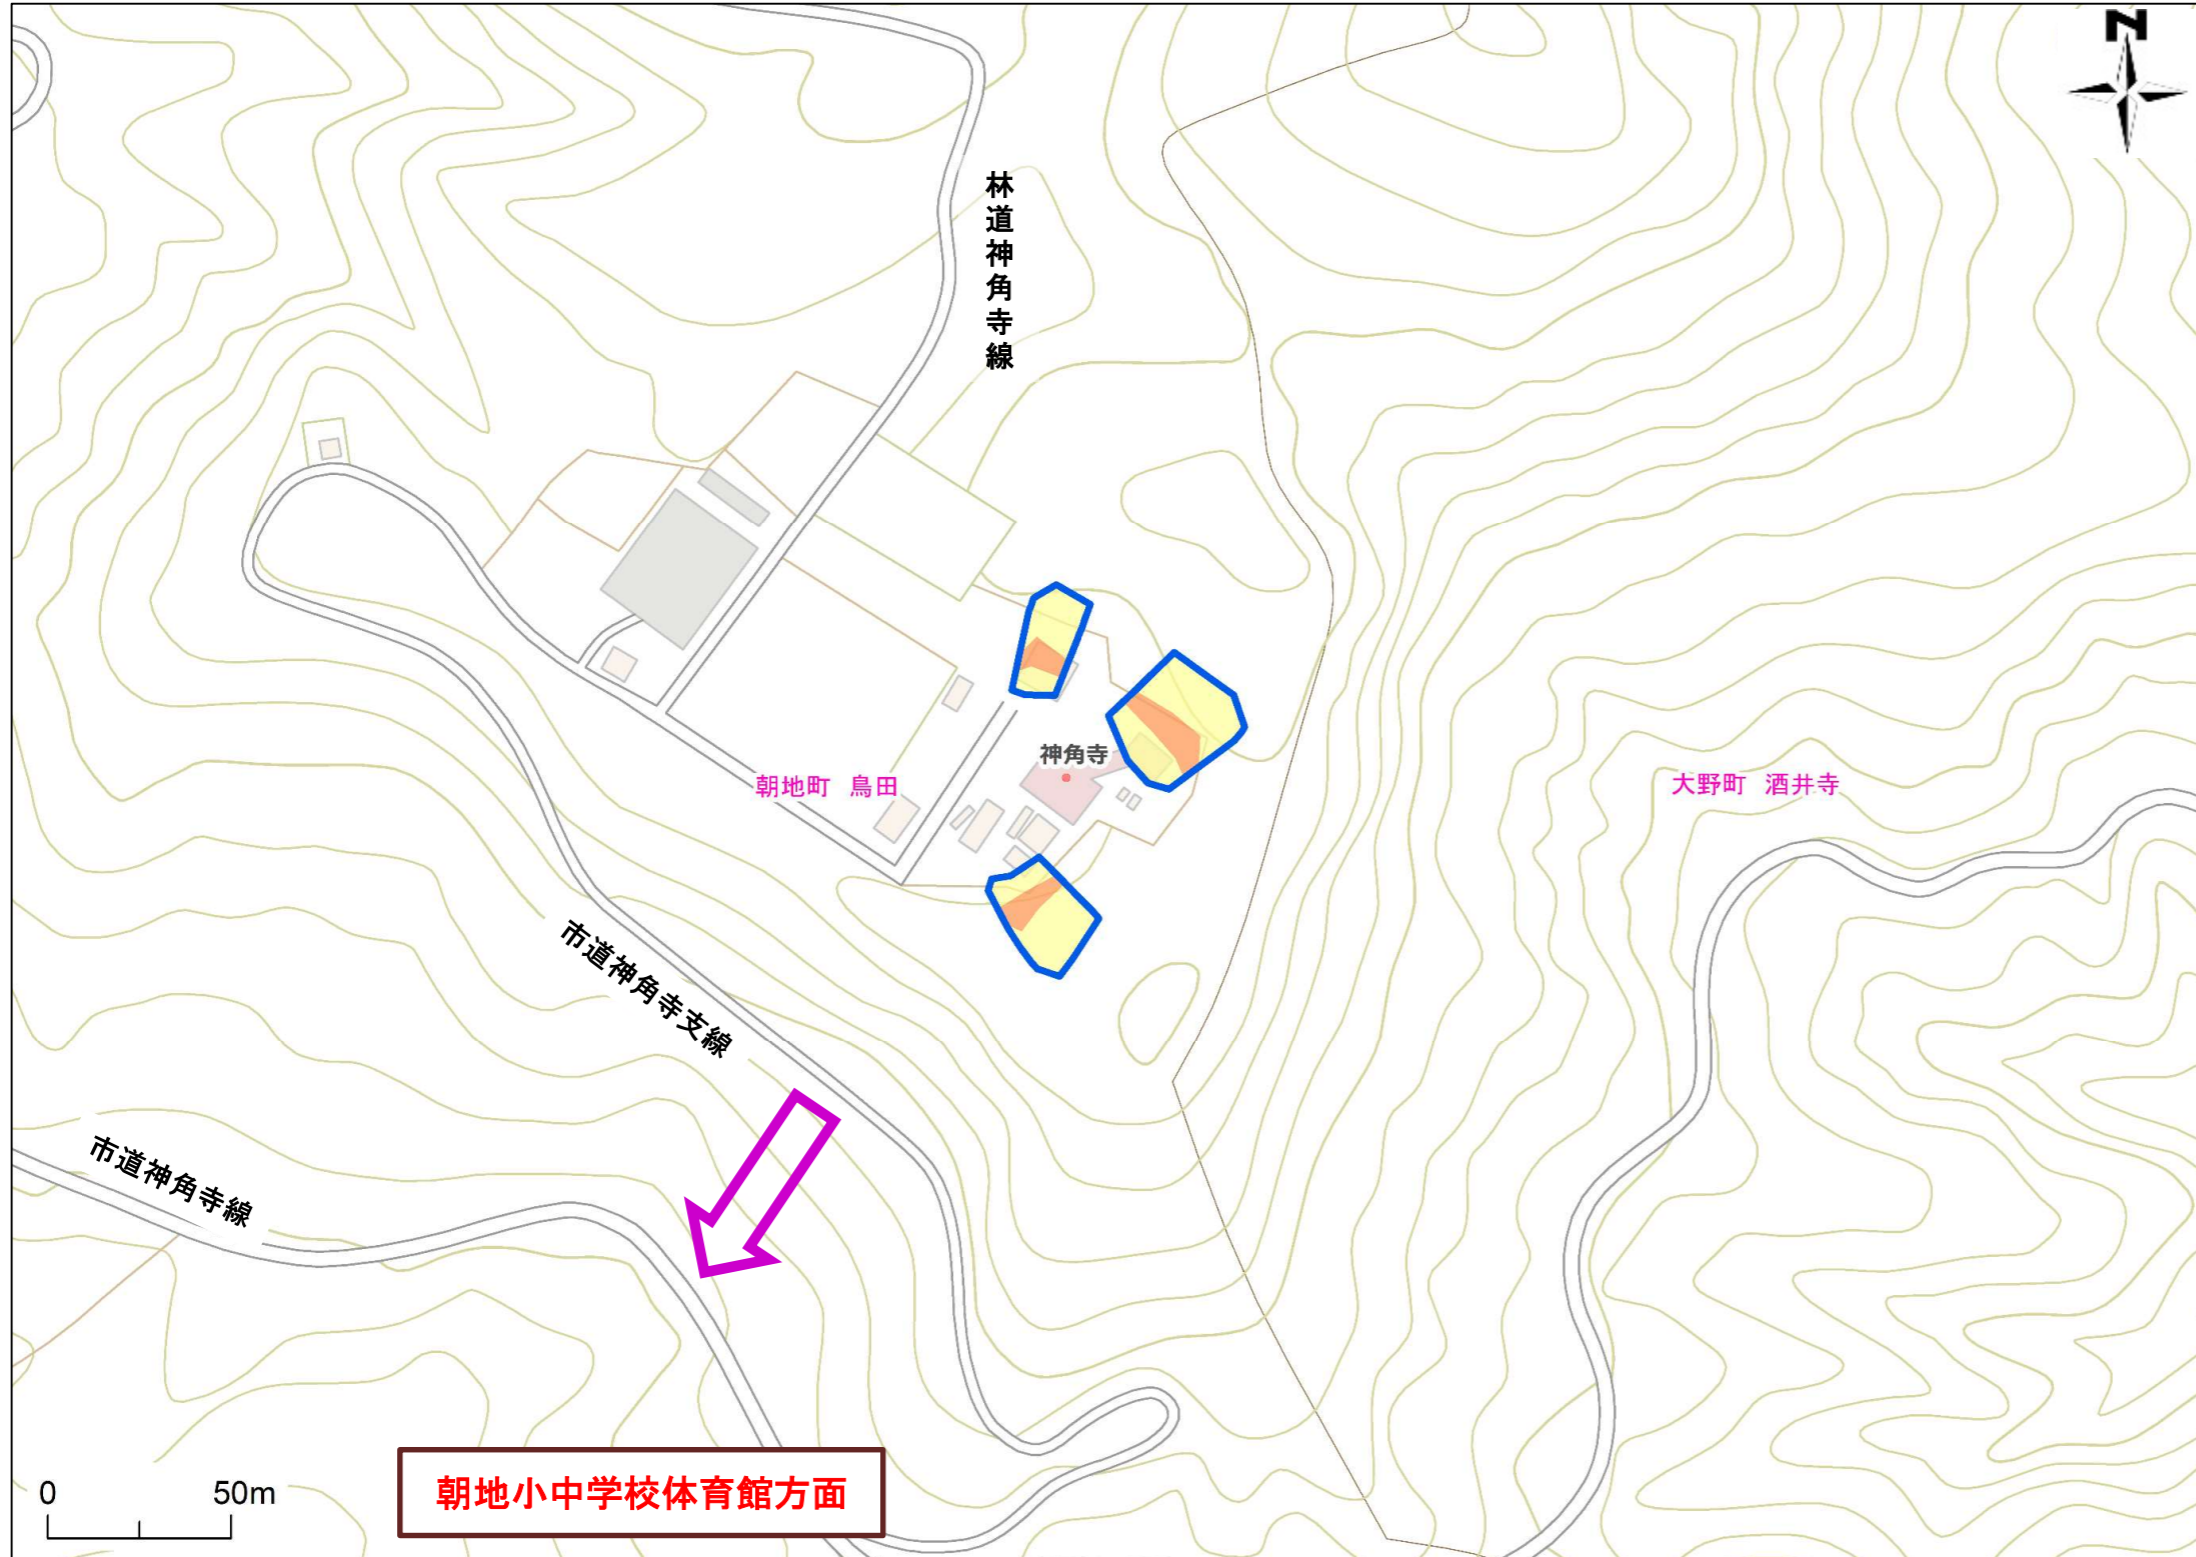 N
林道神角寺線
神角寺
朝地町　鳥田
大野町　酒井寺
市道神角寺支線
市道神角寺線
朝地小中学校体育館方面
0 50m